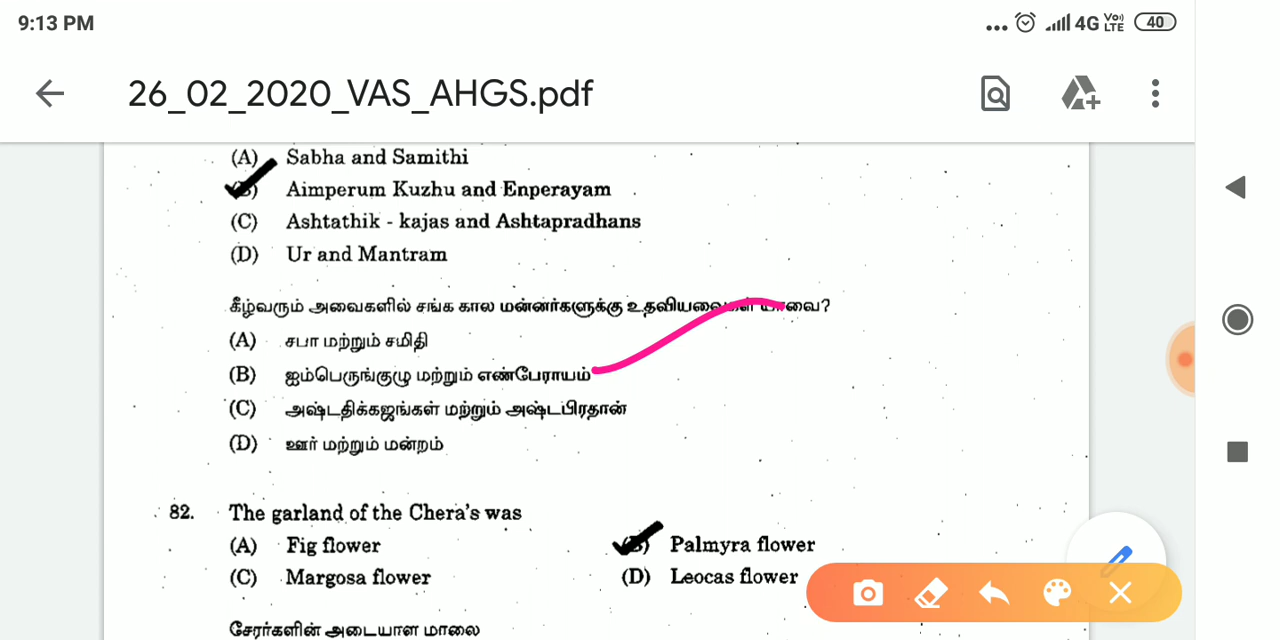 9:13 PM
4G Vo)) LTE 40
26_02_2020_VAS_AHGS.pdf
(A) Sabha and Samithi
(B) Aimperum Kuzhu and Enperayam
(C) Ashtathik - kajas and Ashtapradhans
(D) Ur and Mantram
கீழ்வரும் அவைகளில் சங்க கால மன்னர்களுக்கு உதவியவைகள் யாவை?
(A) சபா மற்றும் சமிதி
(B) ஐம்பெருங்குழு மற்றும் எண்பேராயம்
(C) அஷ்டதிக்கஜங்கள் மற்றும் அஷ்டபிரதான்
(D) ஊர் மற்றும் மன்றம்
82. The garland of the Chera's was
(A) Fig flower (B) Palmyra flower
(C) Margosa flower (D) Leocas flower
சேரர்களின் அடையாள மாலை